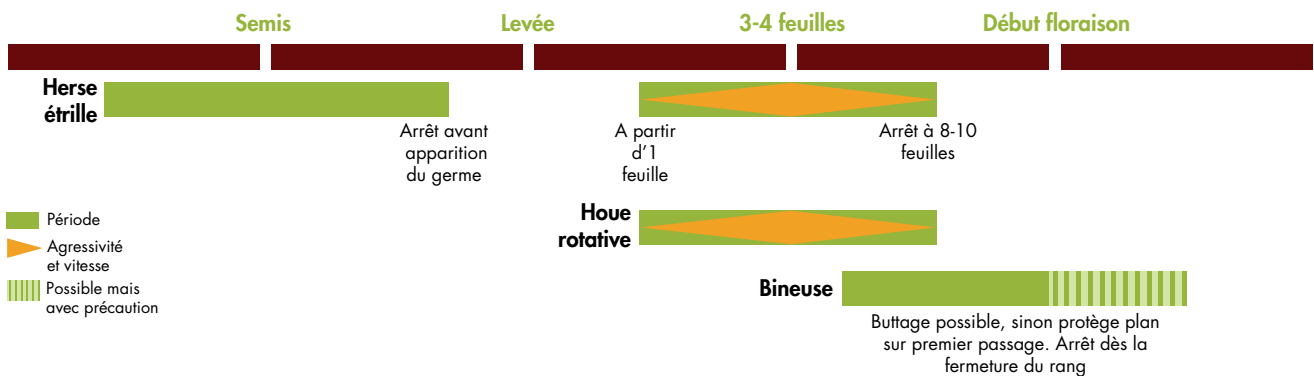 Semis
Levée
3-4 feuilles
Début floraison
Herse
étrille
Arrêt avant
apparition
du germe
A partir
d'1
feuille
Arrêt à 8-10
feuilles
Période
Agressivité
et vitesse
Possible mais
avec précaution
Houe
rotative
Bineuse
Buttage possible, sinon protège plan
sur premier passage. Arrêt dès la
fermeture du rang